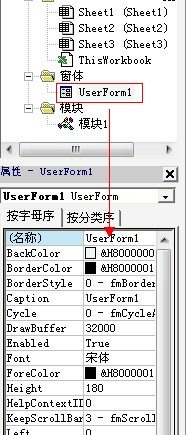 Sheet1 (Sheet1)
Sheet2 (Sheet2)
Sheet3 (Sheet3)
ThisWorkbook
窗体
UserForm1
模块
模块1
属性 - UserForm1
UserForm1 UserForm
按字母序 按分类序
(名称) UserForm1
BackColor &H8000000
BorderColor &H8000001
BorderStyle 0 - fmBorder
Caption UserForm1
Cycle 0 - fmCycleA
DrawBuffer 32000
Enabled True
Font 宋体
ForeColor &H8000001
Height 180
HelpContextID 0
KeepScrollBar 3 - fmScroll
Left 0